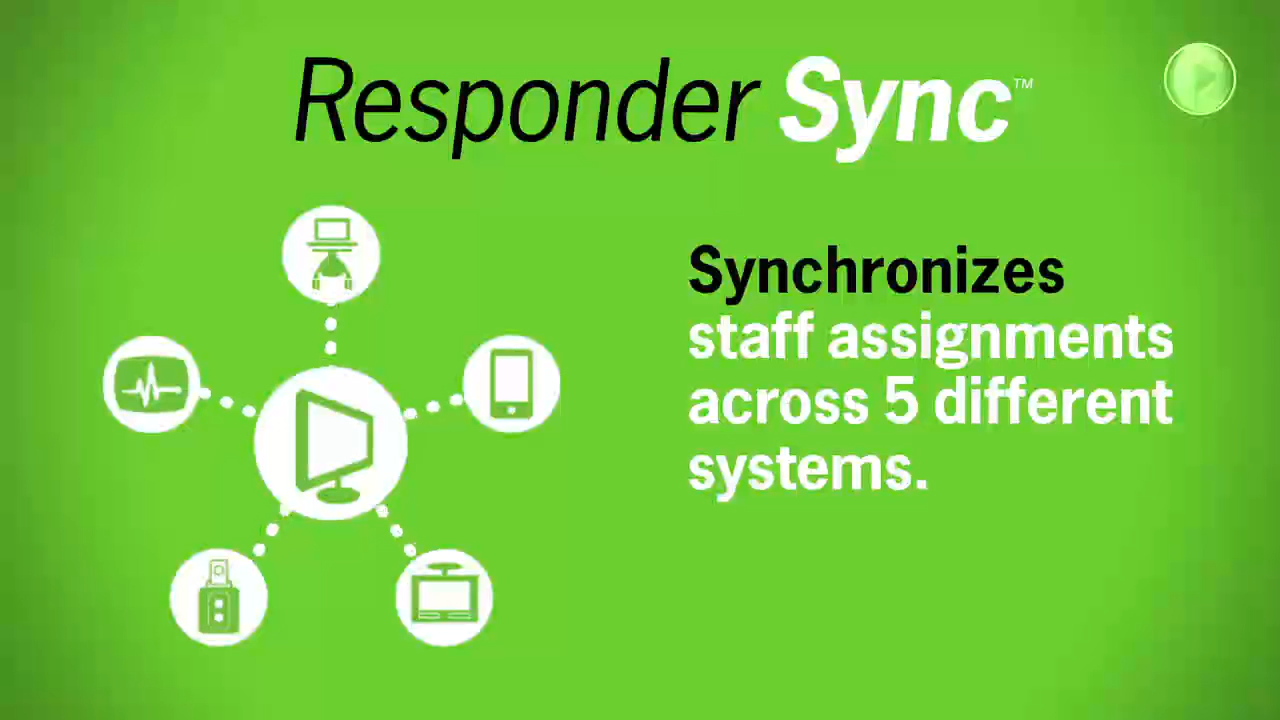 Responder Sync™
Synchronizes
staff assignments
across 5 different
systems.